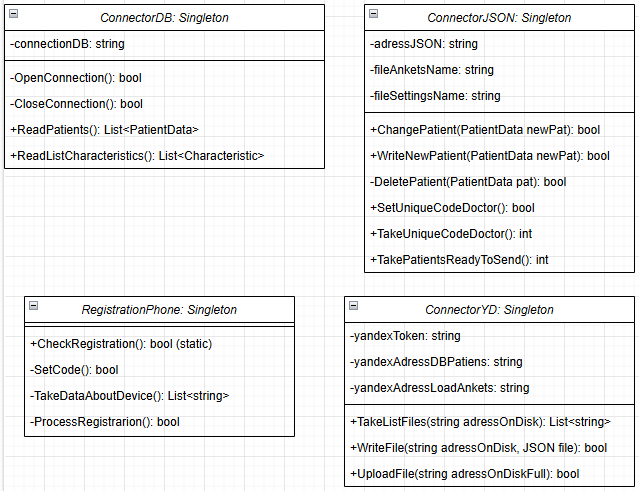 ConnectorDB: Singleton
-connectionDB: string
-OpenConnection(): bool
-CloseConnection(): bool
+ReadPatients(): List<PatientData>
+ReadListCharacteristics(): List<Characteristic>
ConnectorJSON: Singleton
-adressJSON: string
-fileAnketsName: string
-fileSettingsName: string
+ChangePatient(PatientData newPat): bool
+WriteNewPatient(PatientData newPat): bool
-DeletePatient(PatientData pat): bool
+SetUniqueCodeDoctor(): bool
+TakeUniqueCodeDoctor(): int
+TakePatientsReadyToSend(): int
RegistrationPhone: Singleton
+CheckRegistration(): bool (static)
-SetCode(): bool
-TakeDataAboutDevice(): List<string>
-ProcessRegistrarion(): bool
ConnectorYD: Singleton
-yandexToken: string
-yandexAdressDBPatiens: string
-yandexAdressLoadAnkets: string
+TakeListFiles(string adressOnDisk): List<string>
+WriteFile(string adressOnDisk, JSON file): bool
+UploadFile(string adressOnDiskFull): bool